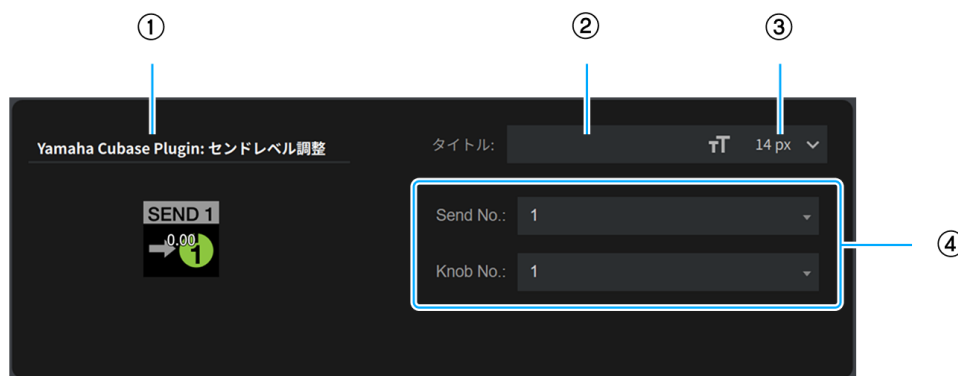 ① ② ③
Yamaha Cubase Plugin: センドレベル調整
タイトル: TT 14 px
SEND 1
0.00
1
Send No.: 1
④
Knob No.: 1